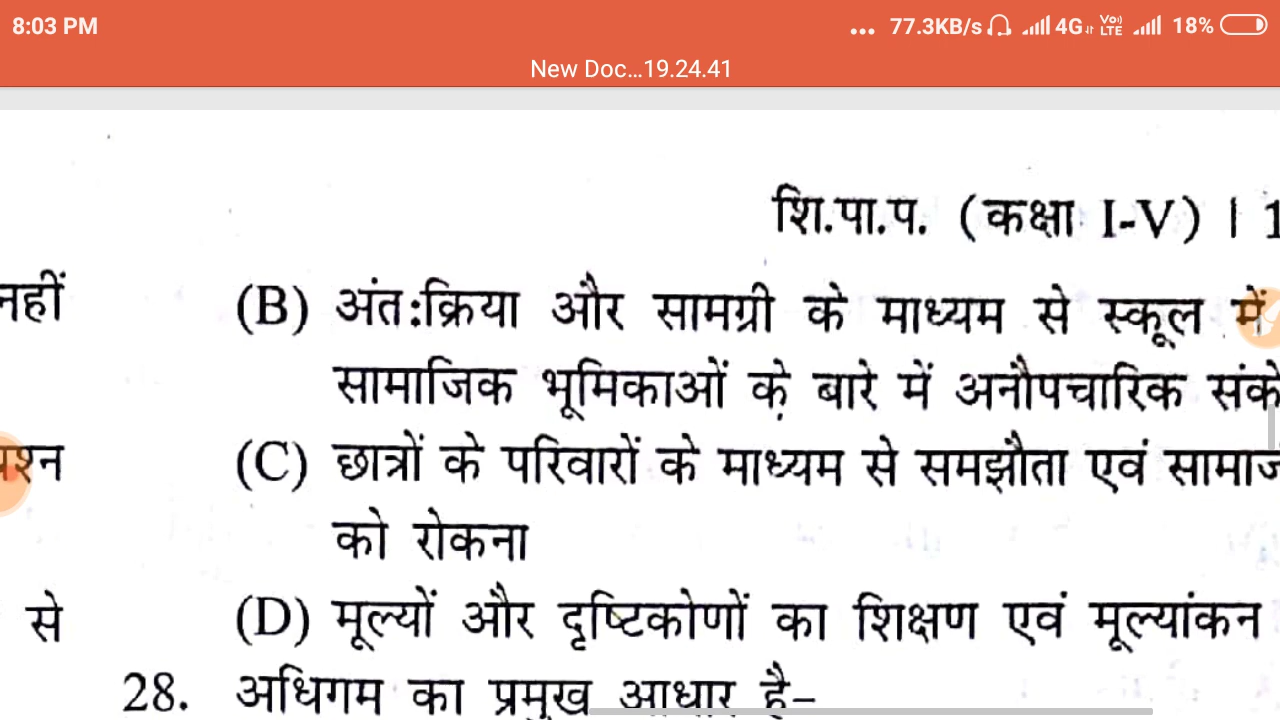 8:03 PM
... 77.3KB/s 4G VoLTE 18%
New Doc...19.24.41
शि.पा.प. (कक्षा I-V) | 1
नहीं
(B) अंत:क्रिया और सामग्री के माध्यम से स्कूल में
सामाजिक भूमिकाओं के बारे में अनौपचारिक
(C) छात्रों के परिवारों के माध्यम से समझौता एवं
को रोकना
से
(D) मूल्यों और दृष्टिकोणों का शिक्षण एवं मूल्यांकन
28. अधिगम का प्रमुख आधार है–